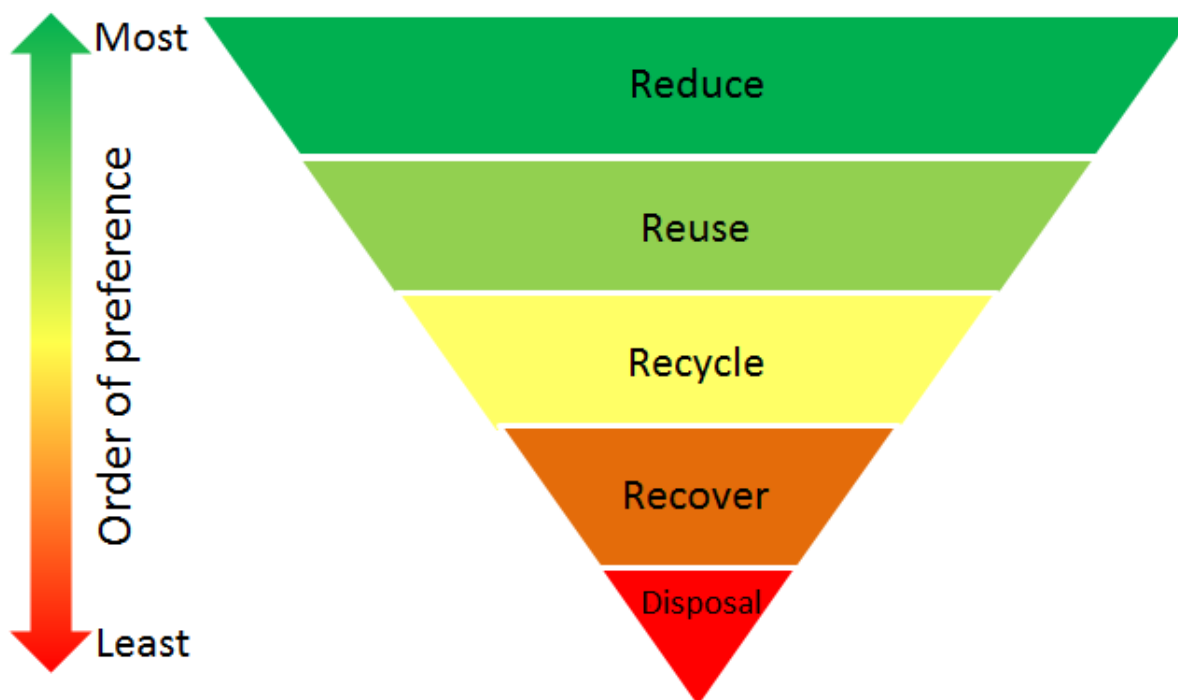 Most
Order of preference
Least
Reduce
Reuse
Recycle
Recover
Disposal